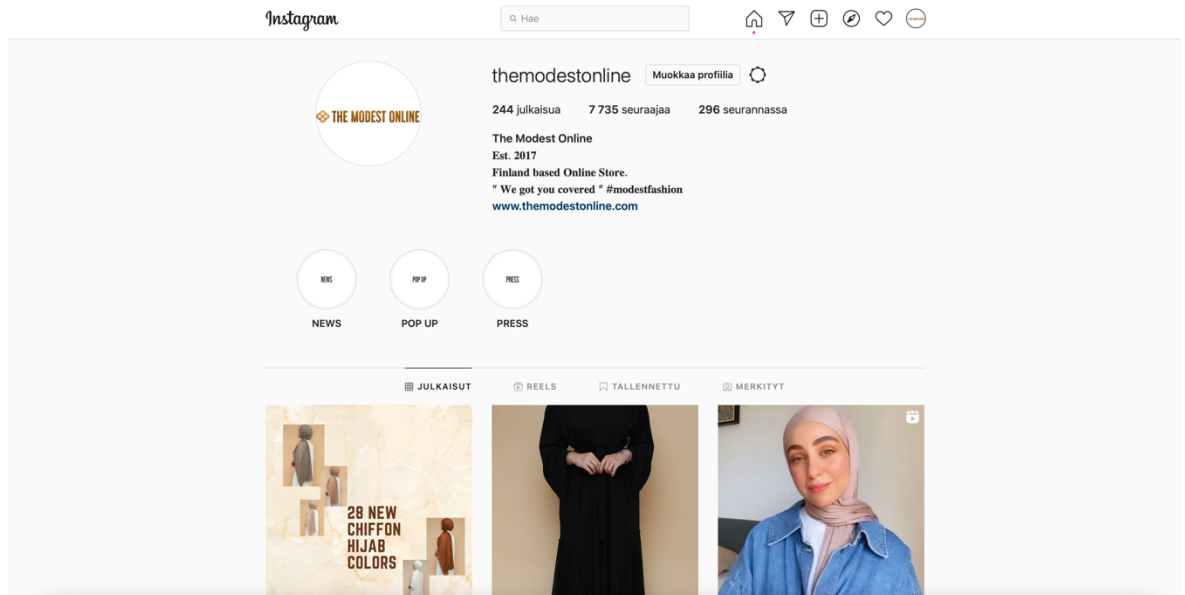 Instagram
Hae
themodestonline Muokkaa profiilia
244 julkaisua 7 735 seuraajaa 296 seurannassa
THE MODEST ONLINE
The Modest Online
Est. 2017
Finland based Online Store.
" We got you covered " #modestfashion
www.themodestonline.com
NEWS POP UP PRESS
NEWS POP UP PRESS
JULKAISUT REELS TALLENNETTU MERKITYT
28 NEW
CHIFFON
HIJAB
COLORS